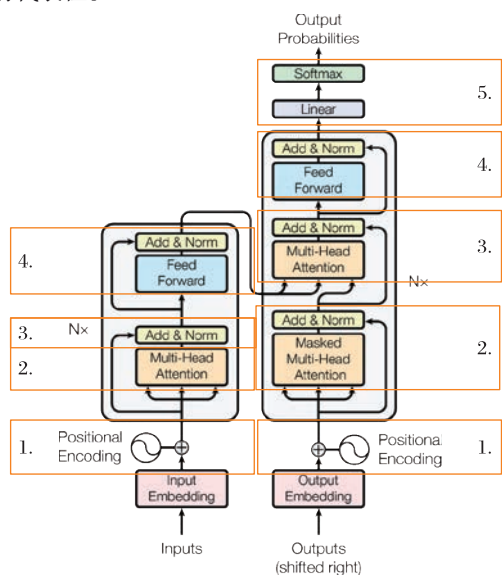 Output
Probabilities
Softmax
5.
Linear
Add & Norm
4.
Feed
Forward
Add & Norm
3.
Multi-Head
Attention
Nx
Add & Norm
2.
Masked
Multi-Head
Attention
Positional
Encoding
1.
Output
Embedding
Outputs
(shifted right)
Add & Norm
4.
Feed
Forward
Nx
3.
Add & Norm
2.
Multi-Head
Attention
1.
Positional
Encoding
Input
Embedding
Inputs